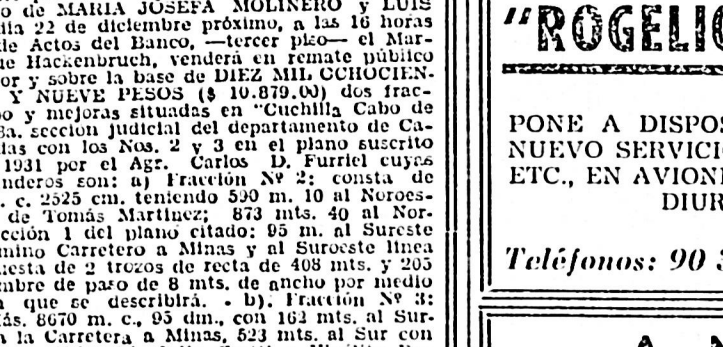 o de MARIA JOSEFA MOLINERO y LUIS
día 22 de diciembre próximo, a las 16 horas
de Actos del Banco, —tercer piso— el Mar-
ue Hackenbruch, venderá en remate público
or y sobre la base de DIEZ MIL OCHOCIEN-
Y NUEVE PESOS ($ 10.879.00) dos frac-
o y mejoras situadas en "Cuchilla Cabo de
8a. sección judicial del departamento de Ca-
das con los Nos. 2 y 3 en el plano suscrito
1931 por el Agr. Carlos D. Furriel cuyas
nderos son: a) Fracción Nº 2: consta de
. c. 2525 cm. teniendo 590 m. 10 al Noroes-
de Tomás Martínez; 873 mts. 40 al Nor-
cción 1 del plano citado: 95 m. al Sureste
mino Carretero a Minas y al Suroeste línea
uesta de 2 trozos de recta de 408 mts. y 205
mbre de paso de 8 mts. de ancho por medio
que se describirá. - b). Fracción Nº 3:
ás. 8670 m. c., 95 dm., con 162 mts. al Sur-
a la Carretera a Minas, 523 mts. al Sur con
"ROGELIO
PONE A DISPOS
NUEVO SERVICI
ETC., EN AVION
DIUR
Teléfonos: 90